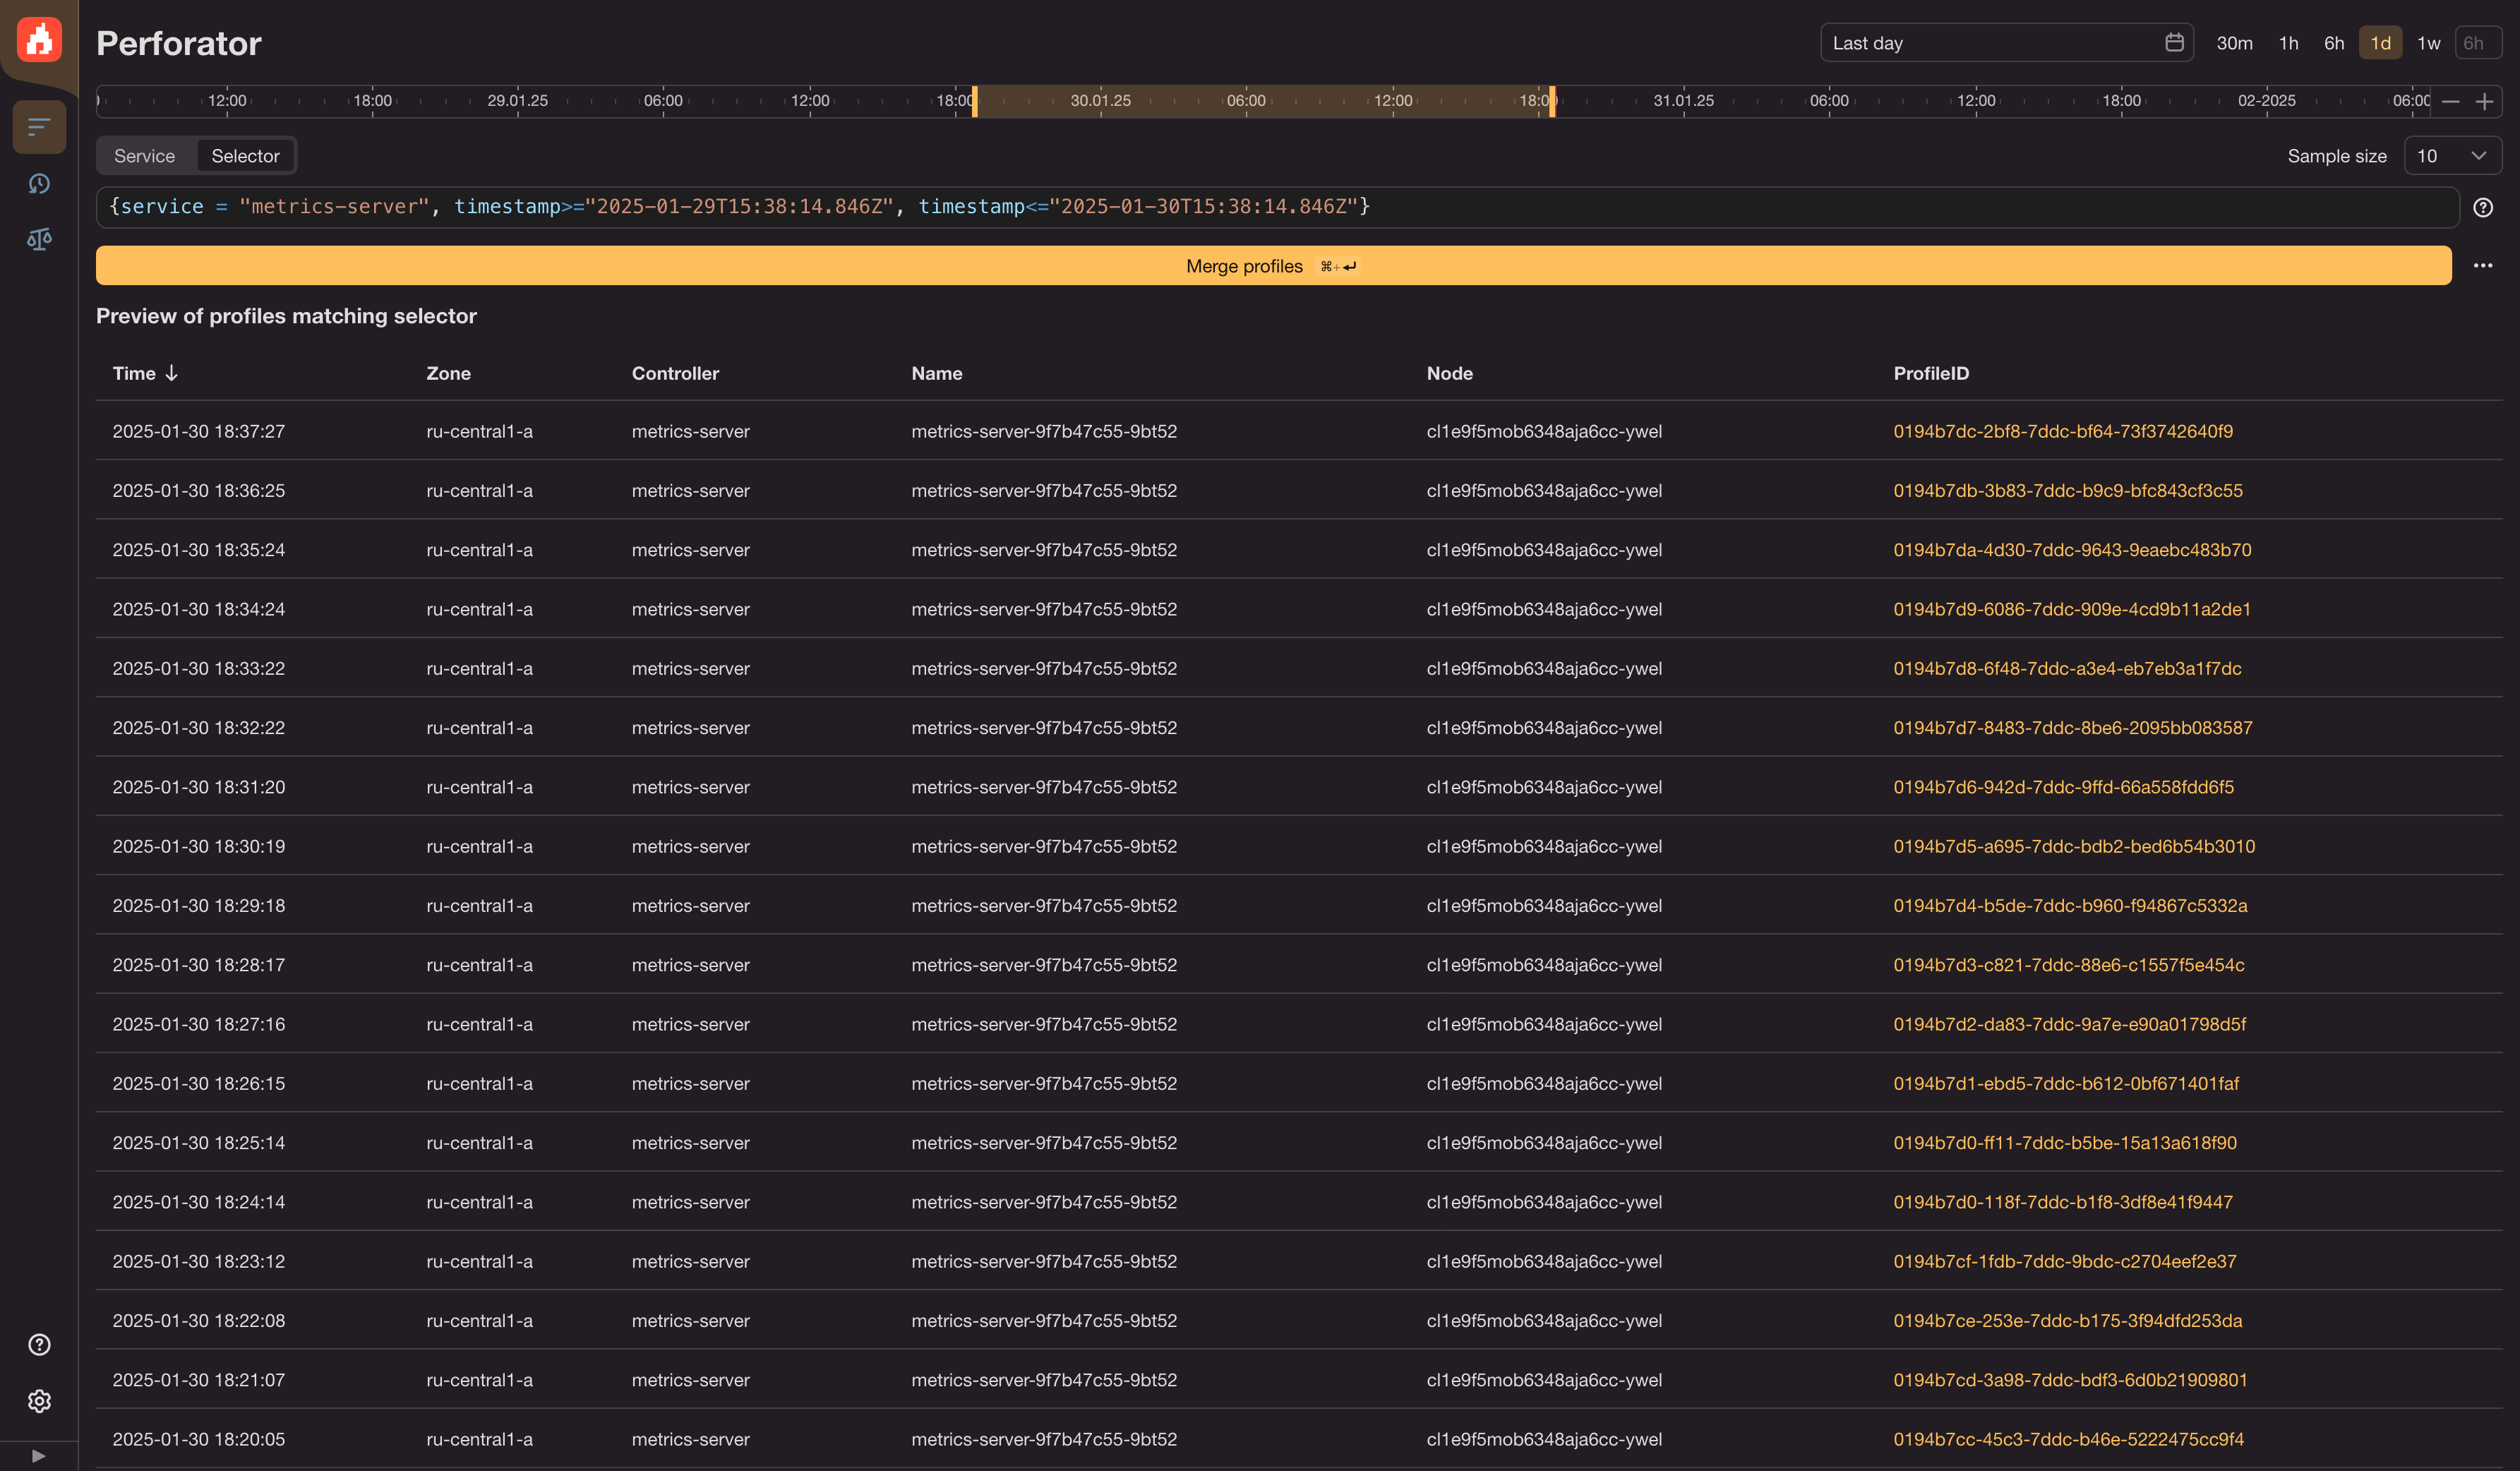 Perforator
Last day
30m 1h 6h 1d 1w 6h
12:00 18:00 29.01.25 06:00 12:00 18:00 30.01.25 06:00 12:00 18:00 31.01.25 06:00 12:00 18:00 02-2025 06:00
Service Selector
Sample size 10
{service = "metrics-server", timestamp>="2025-01-29T15:38:14.846Z", timestamp<="2025-01-30T15:38:14.846Z"}
Merge profiles ⌘+↵
Preview of profiles matching selector
Time ↓ Zone Controller Name Node ProfileID
2025-01-30 18:37:27 ru-central1-a metrics-server metrics-server-9f7b47c55-9bt52 cl1e9f5mob6348aja6cc-ywel 0194b7dc-2bf8-7ddc-bf64-73f3742640f9
2025-01-30 18:36:25 ru-central1-a metrics-server metrics-server-9f7b47c55-9bt52 cl1e9f5mob6348aja6cc-ywel 0194b7db-3b83-7ddc-b9c9-bfc843cf3c55
2025-01-30 18:35:24 ru-central1-a metrics-server metrics-server-9f7b47c55-9bt52 cl1e9f5mob6348aja6cc-ywel 0194b7da-4d30-7ddc-9643-9eaebc483b70
2025-01-30 18:34:24 ru-central1-a metrics-server metrics-server-9f7b47c55-9bt52 cl1e9f5mob6348aja6cc-ywel 0194b7d9-6086-7ddc-909e-4cd9b11a2de1
2025-01-30 18:33:22 ru-central1-a metrics-server metrics-server-9f7b47c55-9bt52 cl1e9f5mob6348aja6cc-ywel 0194b7d8-6f48-7ddc-a3e4-eb7eb3a1f7dc
2025-01-30 18:32:22 ru-central1-a metrics-server metrics-server-9f7b47c55-9bt52 cl1e9f5mob6348aja6cc-ywel 0194b7d7-8483-7ddc-8be6-2095bb083587
2025-01-30 18:31:20 ru-central1-a metrics-server metrics-server-9f7b47c55-9bt52 cl1e9f5mob6348aja6cc-ywel 0194b7d6-942d-7ddc-9ffd-66a558fdd6f5
2025-01-30 18:30:19 ru-central1-a metrics-server metrics-server-9f7b47c55-9bt52 cl1e9f5mob6348aja6cc-ywel 0194b7d5-a695-7ddc-bdb2-bed6b54b3010
2025-01-30 18:29:18 ru-central1-a metrics-server metrics-server-9f7b47c55-9bt52 cl1e9f5mob6348aja6cc-ywel 0194b7d4-b5de-7ddc-b960-f94867c5332a
2025-01-30 18:28:17 ru-central1-a metrics-server metrics-server-9f7b47c55-9bt52 cl1e9f5mob6348aja6cc-ywel 0194b7d3-c821-7ddc-88e6-c1557f5e454c
2025-01-30 18:27:16 ru-central1-a metrics-server metrics-server-9f7b47c55-9bt52 cl1e9f5mob6348aja6cc-ywel 0194b7d2-da83-7ddc-9a7e-e90a01798d5f
2025-01-30 18:26:15 ru-central1-a metrics-server metrics-server-9f7b47c55-9bt52 cl1e9f5mob6348aja6cc-ywel 0194b7d1-ebd5-7ddc-b612-0bf671401faf
2025-01-30 18:25:14 ru-central1-a metrics-server metrics-server-9f7b47c55-9bt52 cl1e9f5mob6348aja6cc-ywel 0194b7d0-ff11-7ddc-b5be-15a13a618f90
2025-01-30 18:24:14 ru-central1-a metrics-server metrics-server-9f7b47c55-9bt52 cl1e9f5mob6348aja6cc-ywel 0194b7d0-118f-7ddc-b1f8-3df8e41f9447
2025-01-30 18:23:12 ru-central1-a metrics-server metrics-server-9f7b47c55-9bt52 cl1e9f5mob6348aja6cc-ywel 0194b7cf-1fdb-7ddc-9bdc-c2704eef2e37
2025-01-30 18:22:08 ru-central1-a metrics-server metrics-server-9f7b47c55-9bt52 cl1e9f5mob6348aja6cc-ywel 0194b7ce-253e-7ddc-b175-3f94dfd253da
2025-01-30 18:21:07 ru-central1-a metrics-server metrics-server-9f7b47c55-9bt52 cl1e9f5mob6348aja6cc-ywel 0194b7cd-3a98-7ddc-bdf3-6d0b21909801
2025-01-30 18:20:05 ru-central1-a metrics-server metrics-server-9f7b47c55-9bt52 cl1e9f5mob6348aja6cc-ywel 0194b7cc-45c3-7ddc-b46e-5222475cc9f4